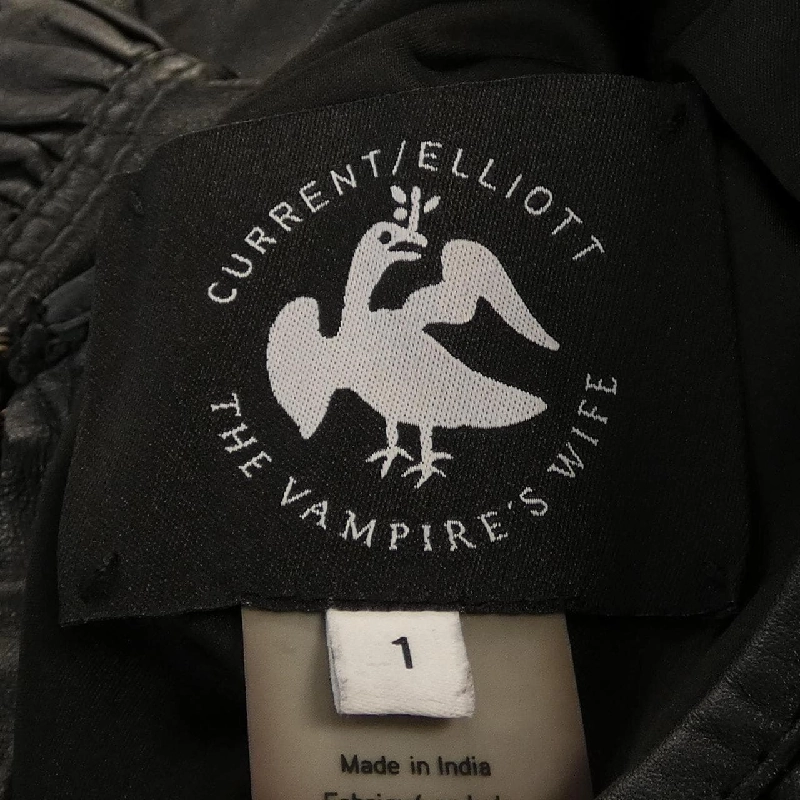 CURRENT/ELLIOTT
THE VAMPIRE'S WIFE
1
Made in India